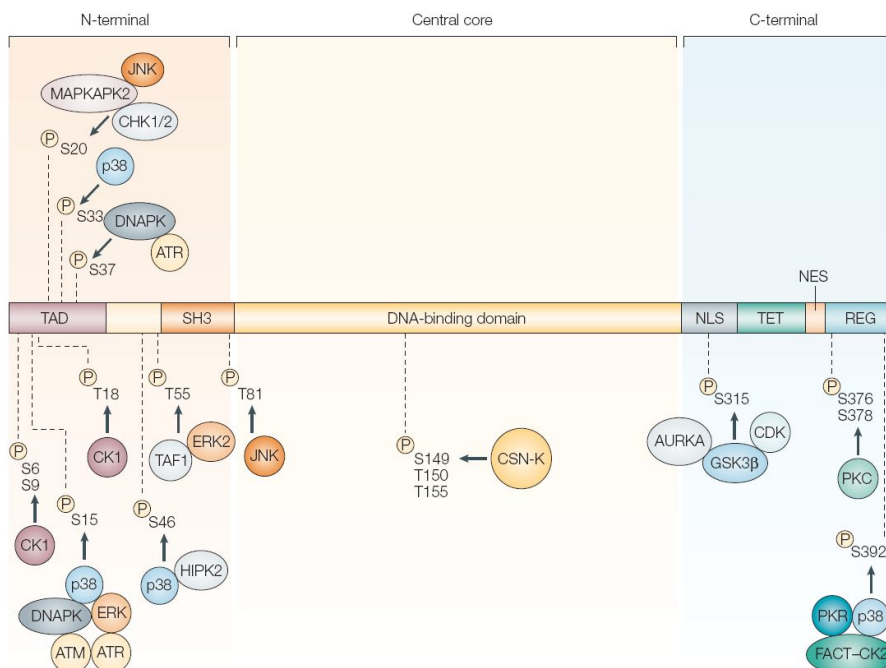 N-terminal
Central core
C-terminal
JNK
MAPKAPK2
CHK1/2
P
S20
p38
P
S33
DNAPK
ATR
P
S37
NES
TAD
SH3
DNA-binding domain
NLS
TET
REG
P
T18
P
T55
P
T81
P
S315
P
S376
S378
CK1
TAF1
ERK2
JNK
P
S149
T150
T155
CSN-K
AURKA
CDK
GSK3β
PKC
P
S6
S9
CK1
P
S15
P
S46
p38
HIPK2
P
S392
p38
DNAPK
ERK
ATM
ATR
PKR
p38
FACT–CK2